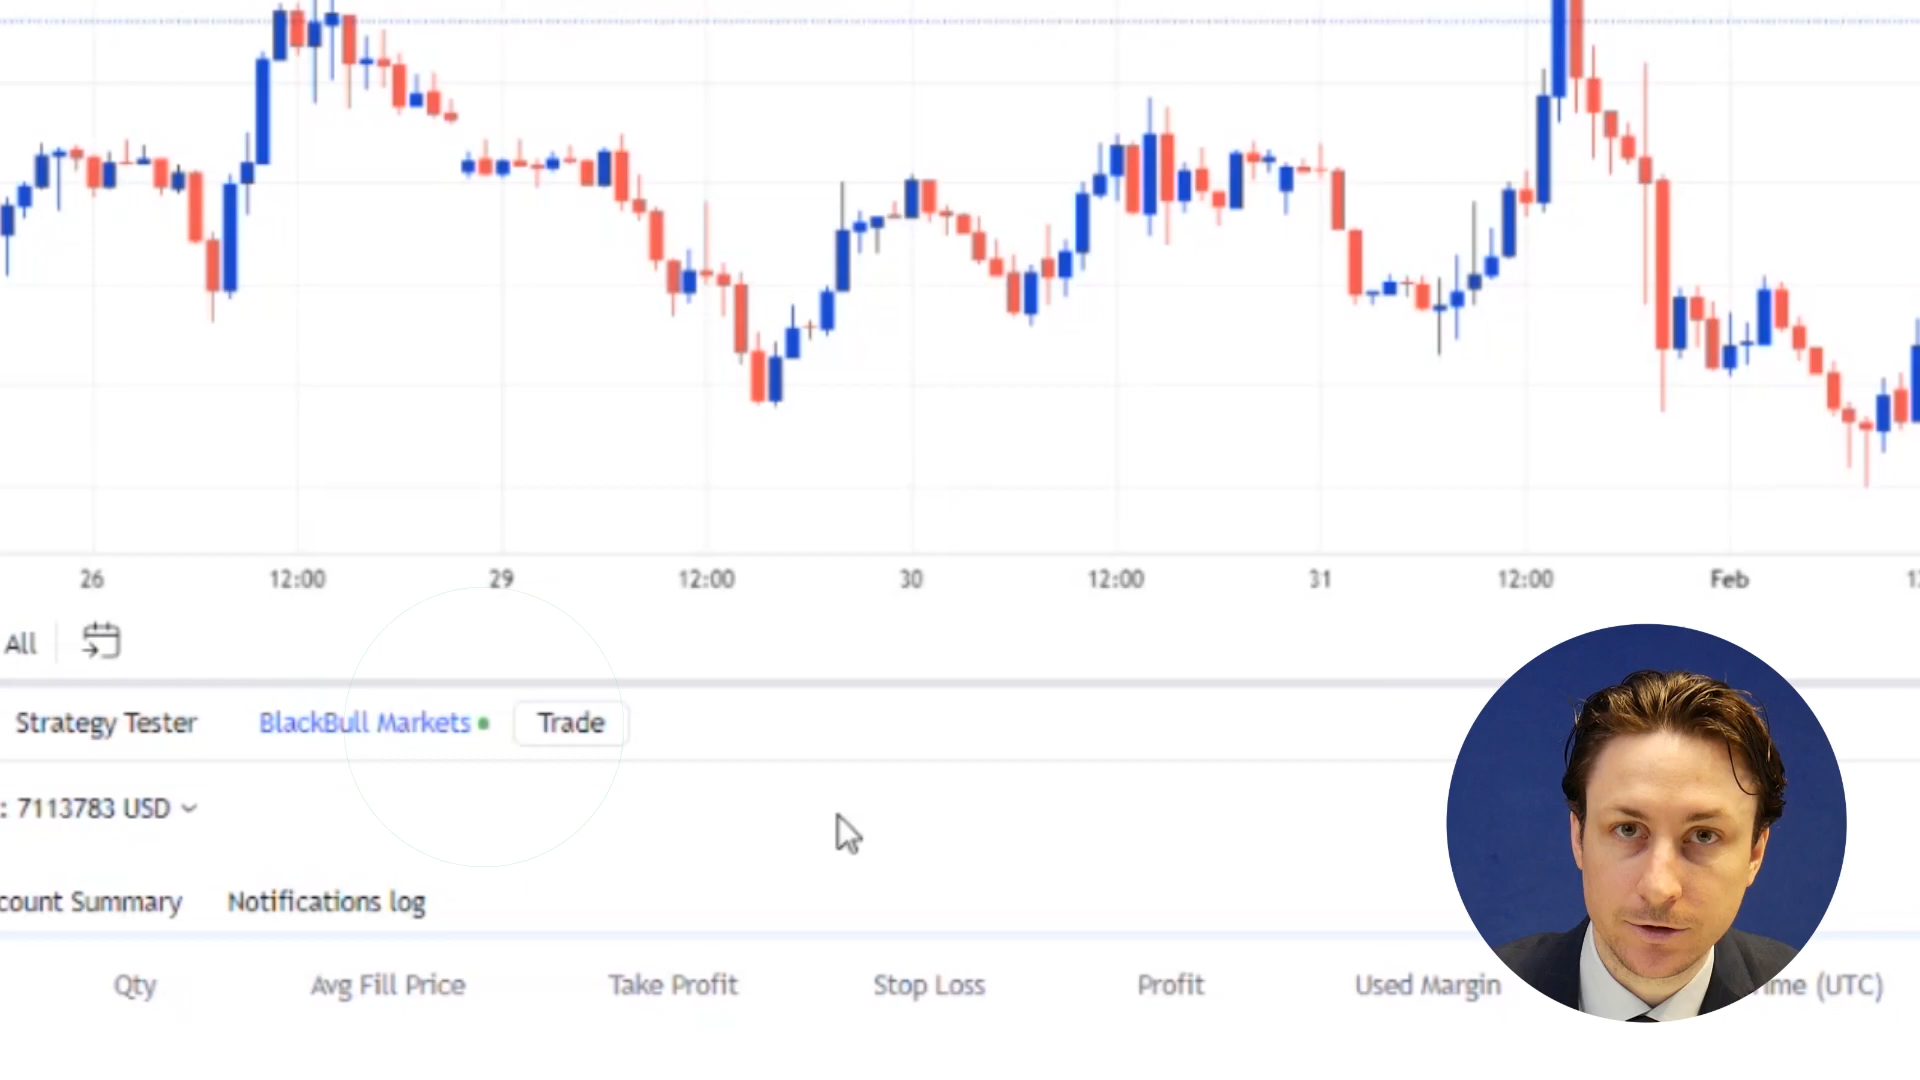 26 12:00 29 12:00 30 12:00 31 12:00 Feb
All
Strategy Tester BlackBull Markets Trade
: 7113783 USD
count Summary Notifications log
Qty Avg Fill Price Take Profit Stop Loss Profit Used Margin ime (UTC)